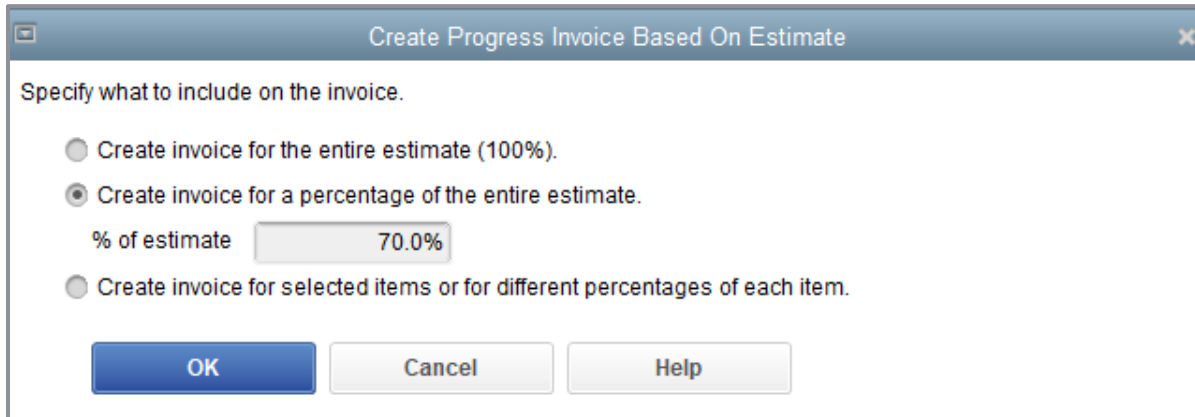 Create Progress Invoice Based On Estimate
Specify what to include on the invoice.
Create invoice for the entire estimate (100%).
Create invoice for a percentage of the entire estimate.
% of estimate 70.0%
Create invoice for selected items or for different percentages of each item.
OK Cancel Help